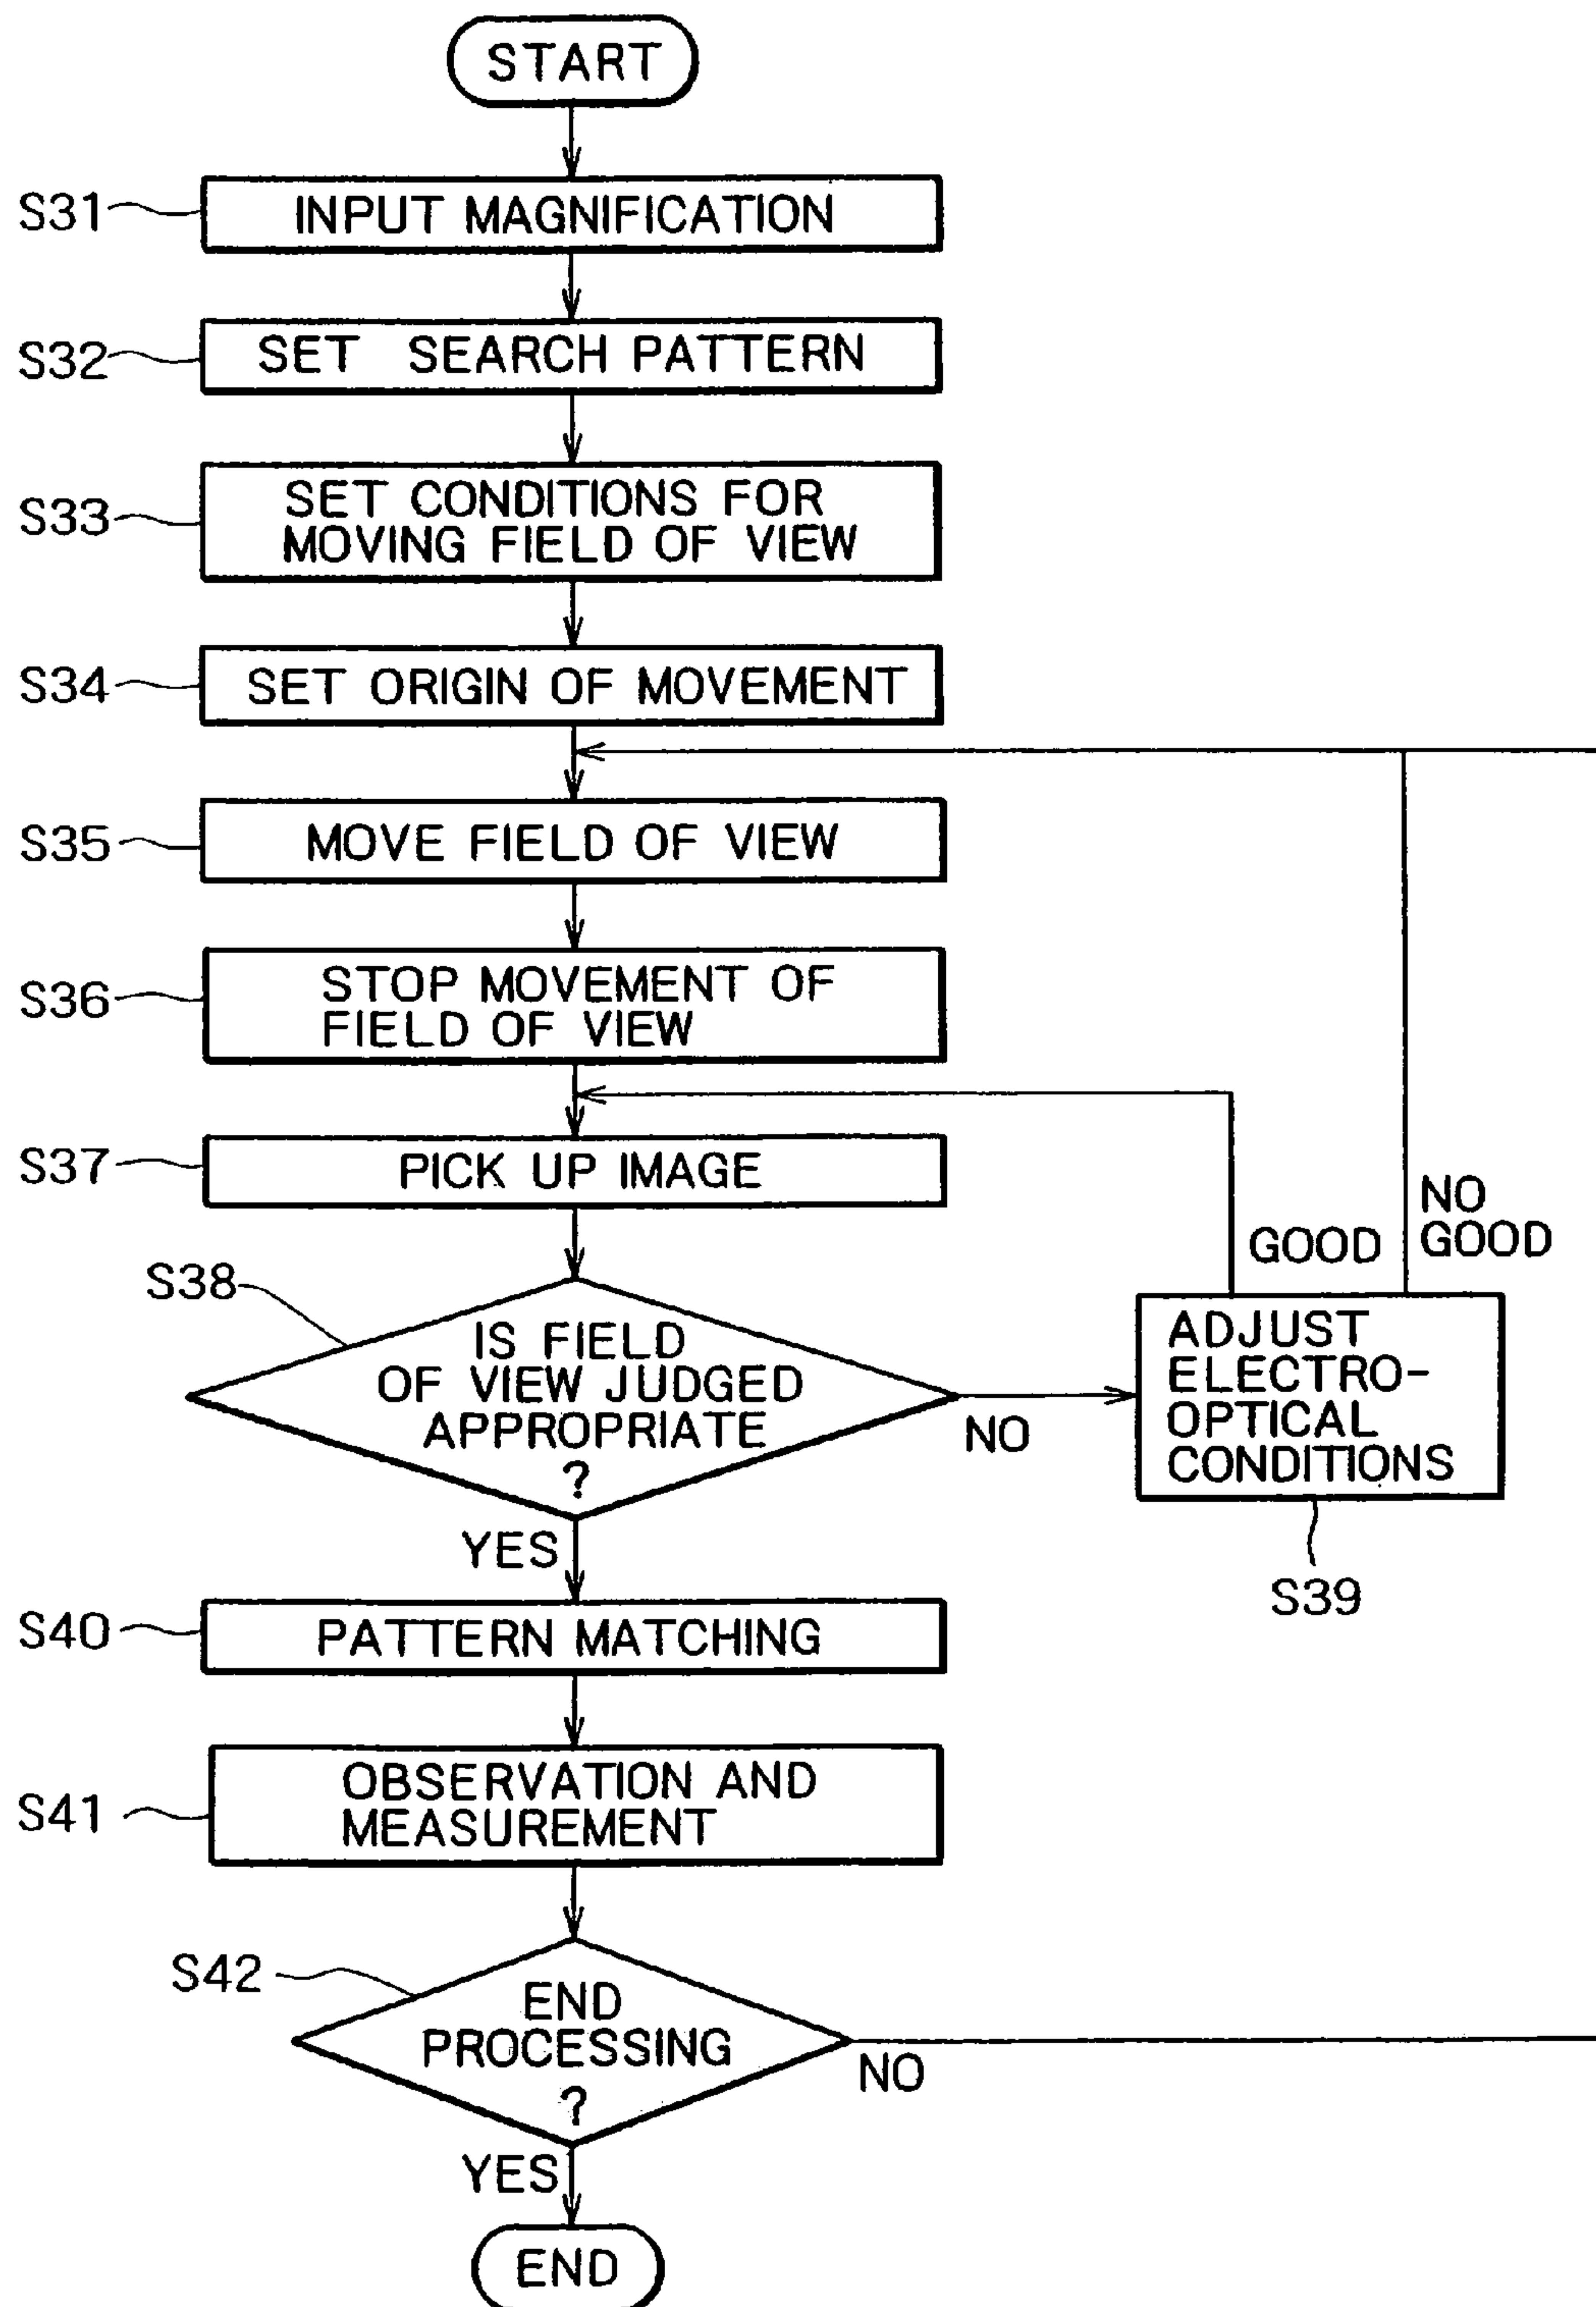 START
S31
INPUT MAGNIFICATION
S32
SET SEARCH PATTERN
S33
SET CONDITIONS FOR
MOVING FIELD OF VIEW
S34
SET ORIGIN OF MOVEMENT
S35
MOVE FIELD OF VIEW
S36
STOP MOVEMENT OF
FIELD OF VIEW
S37
PICK UP IMAGE
S38
IS FIELD
OF VIEW JUDGED
APPROPRIATE
?
NO
GOOD
NO
GOOD
ADJUST
ELECTRO-
OPTICAL
CONDITIONS
S39
YES
S40
PATTERN MATCHING
S41
OBSERVATION AND
MEASUREMENT
S42
END
PROCESSING
?
NO
YES
END